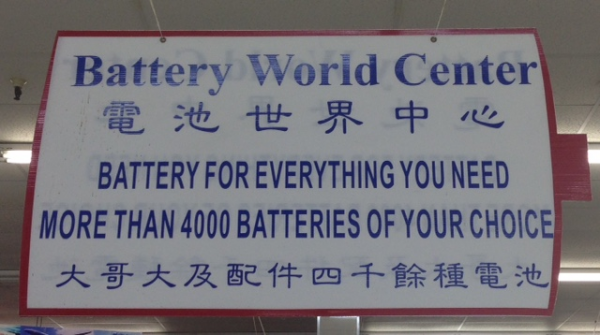 Battery World Center
電池世界中心
BATTERY FOR EVERYTHING YOU NEED
MORE THAN 4000 BATTERIES OF YOUR CHOICE
大哥大及配件四千餘種電池